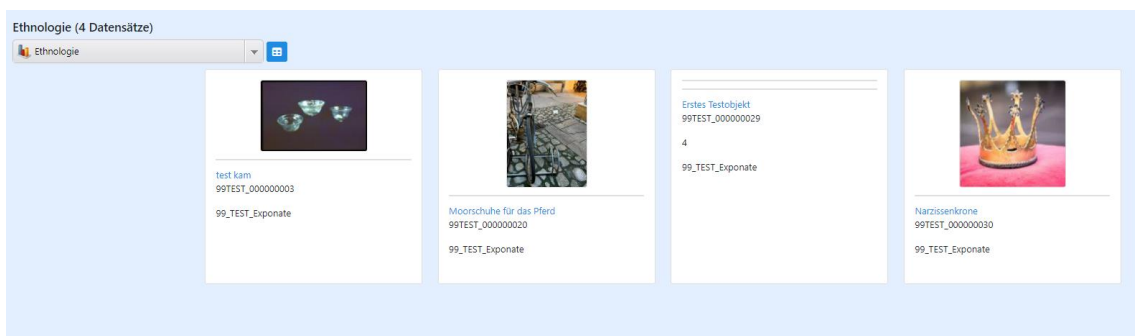 Ethnologie (4 Datensätze)
Ethnologie
test kam
99TEST_000000003
99_TEST_Exponate
Moorschuhe für das Pferd
99TEST_000000020
99_TEST_Exponate
Erstes Testobjekt
99TEST_000000029
4
99_TEST_Exponate
Narzissenkrone
99TEST_000000030
99_TEST_Exponate